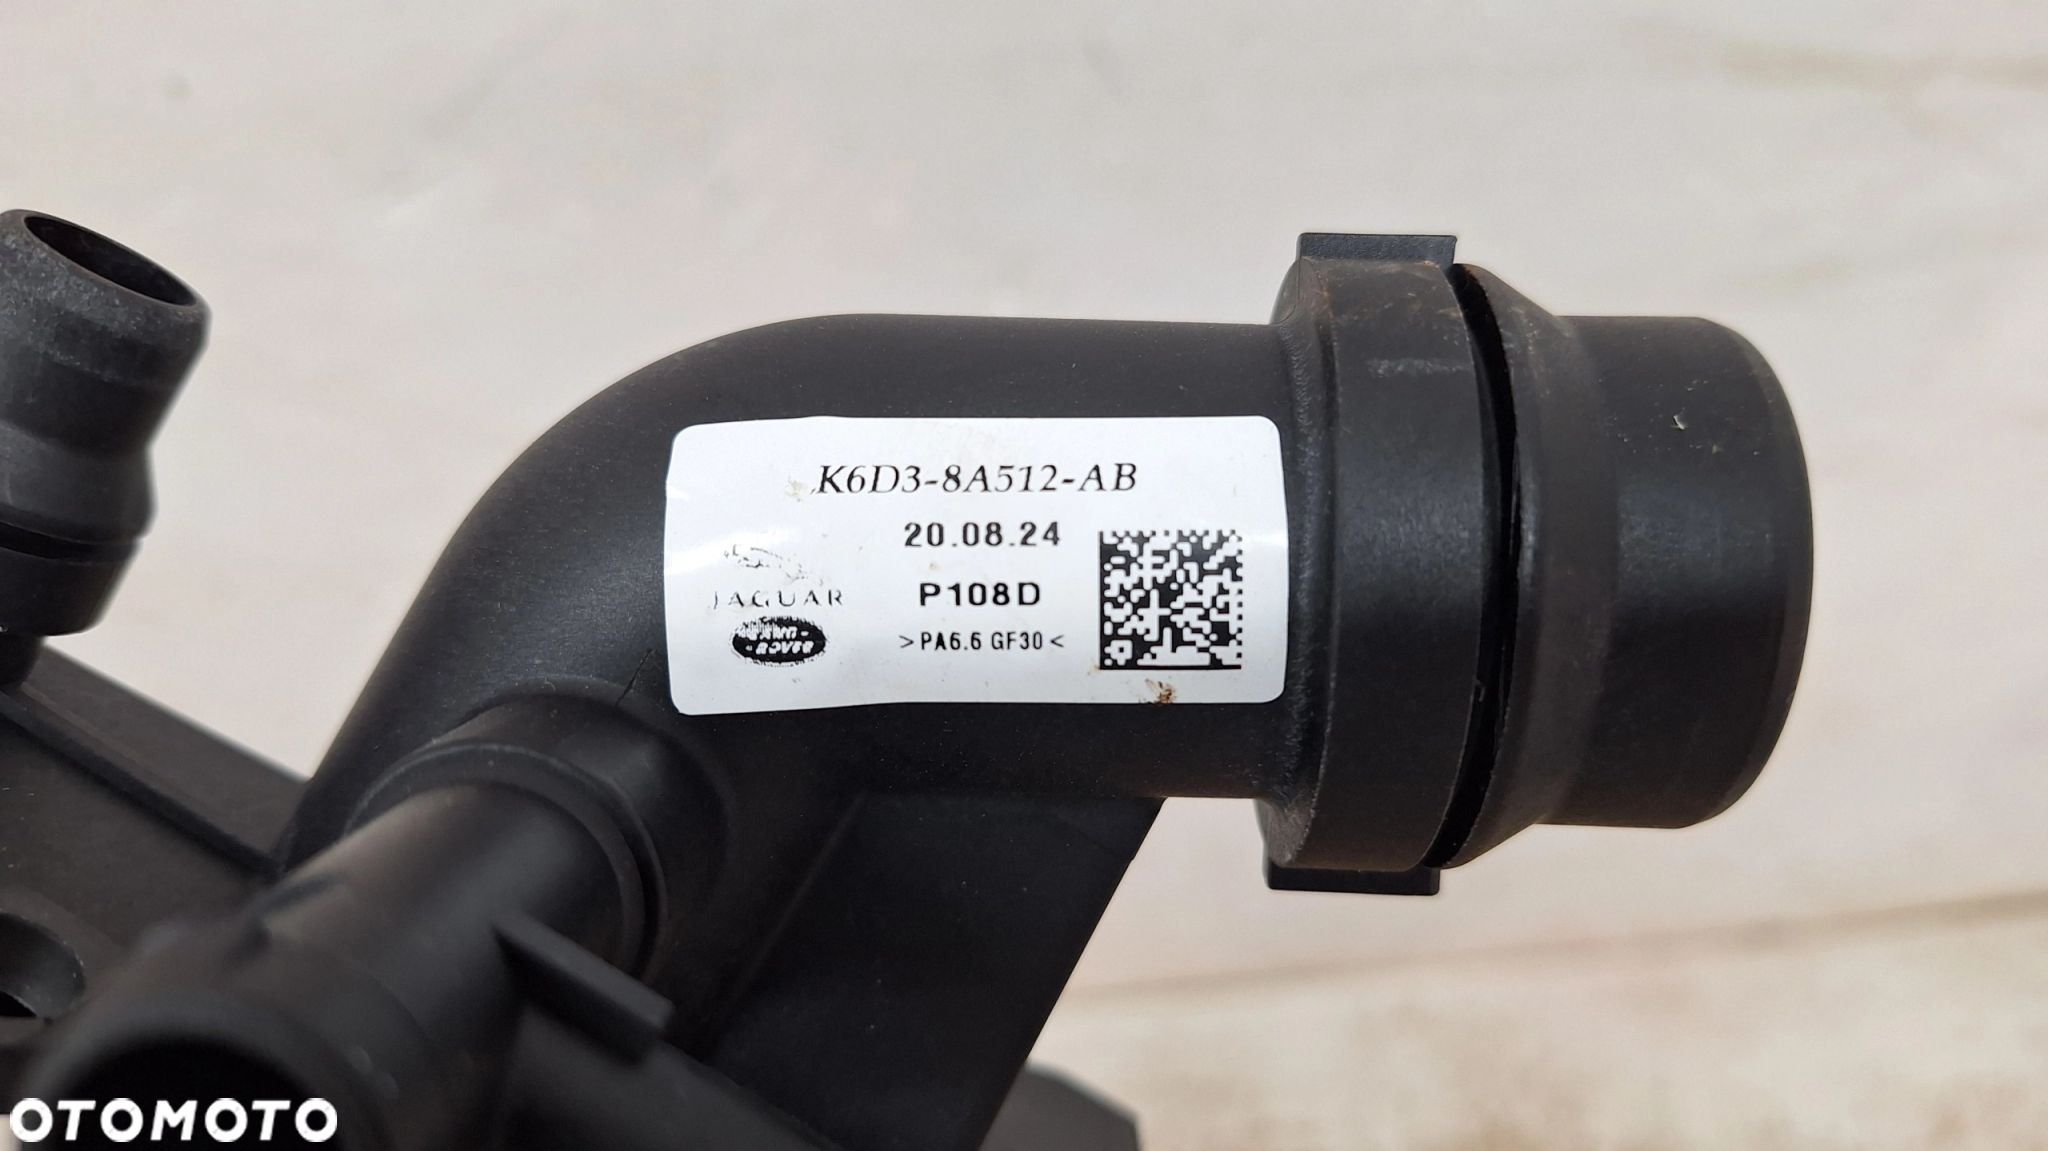 K6D3-8A512-AB
20.08.24
JAGUAR
P108D
>PA6.6 GF30<
OTOMOTO